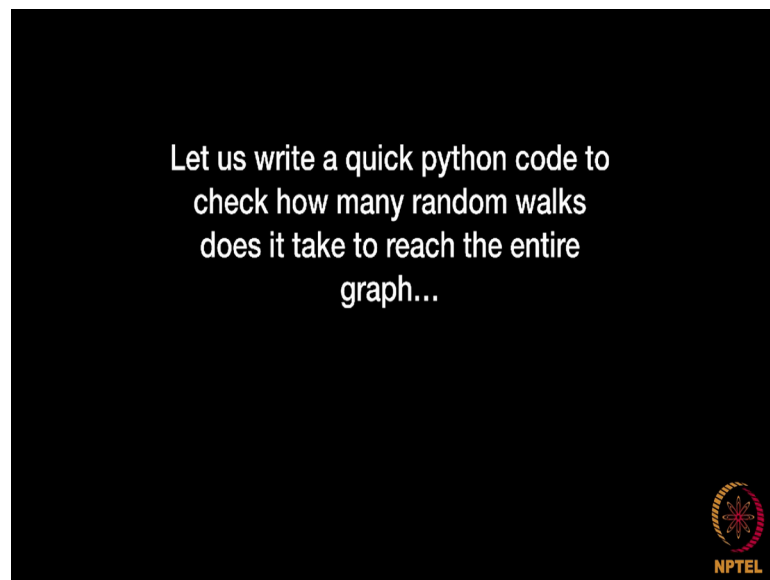 Let us write a quick python code to
check how many random walks
does it take to reach the entire
graph...
NPTEL